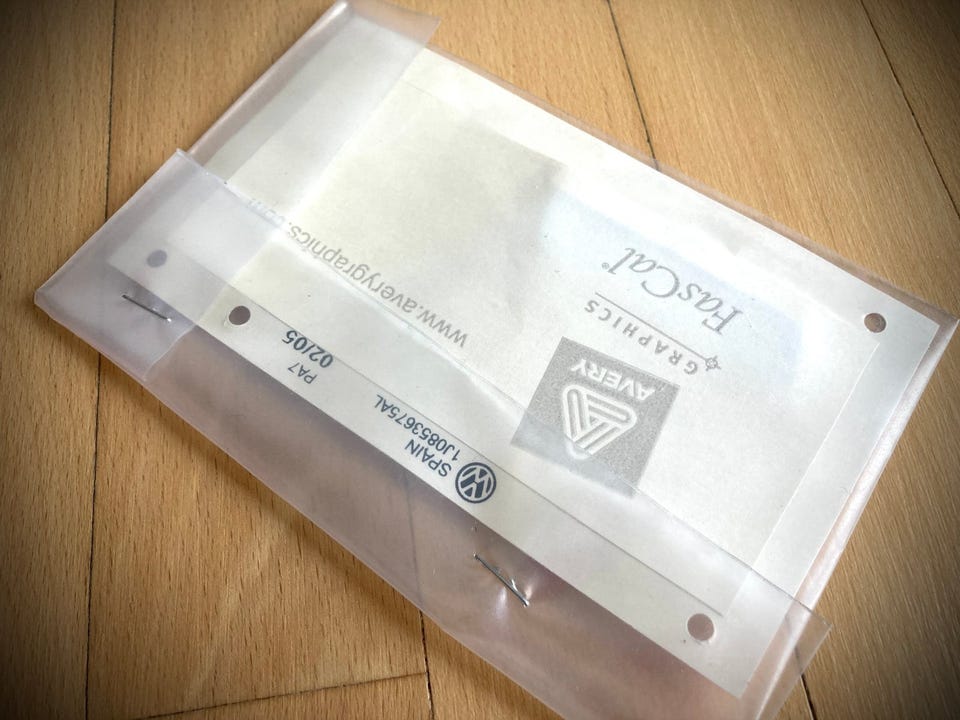 FasCal®
GRAPHICS
AVERY
www.averygraphics.com
SPAIN
1J0853675AL
PA7
02/05